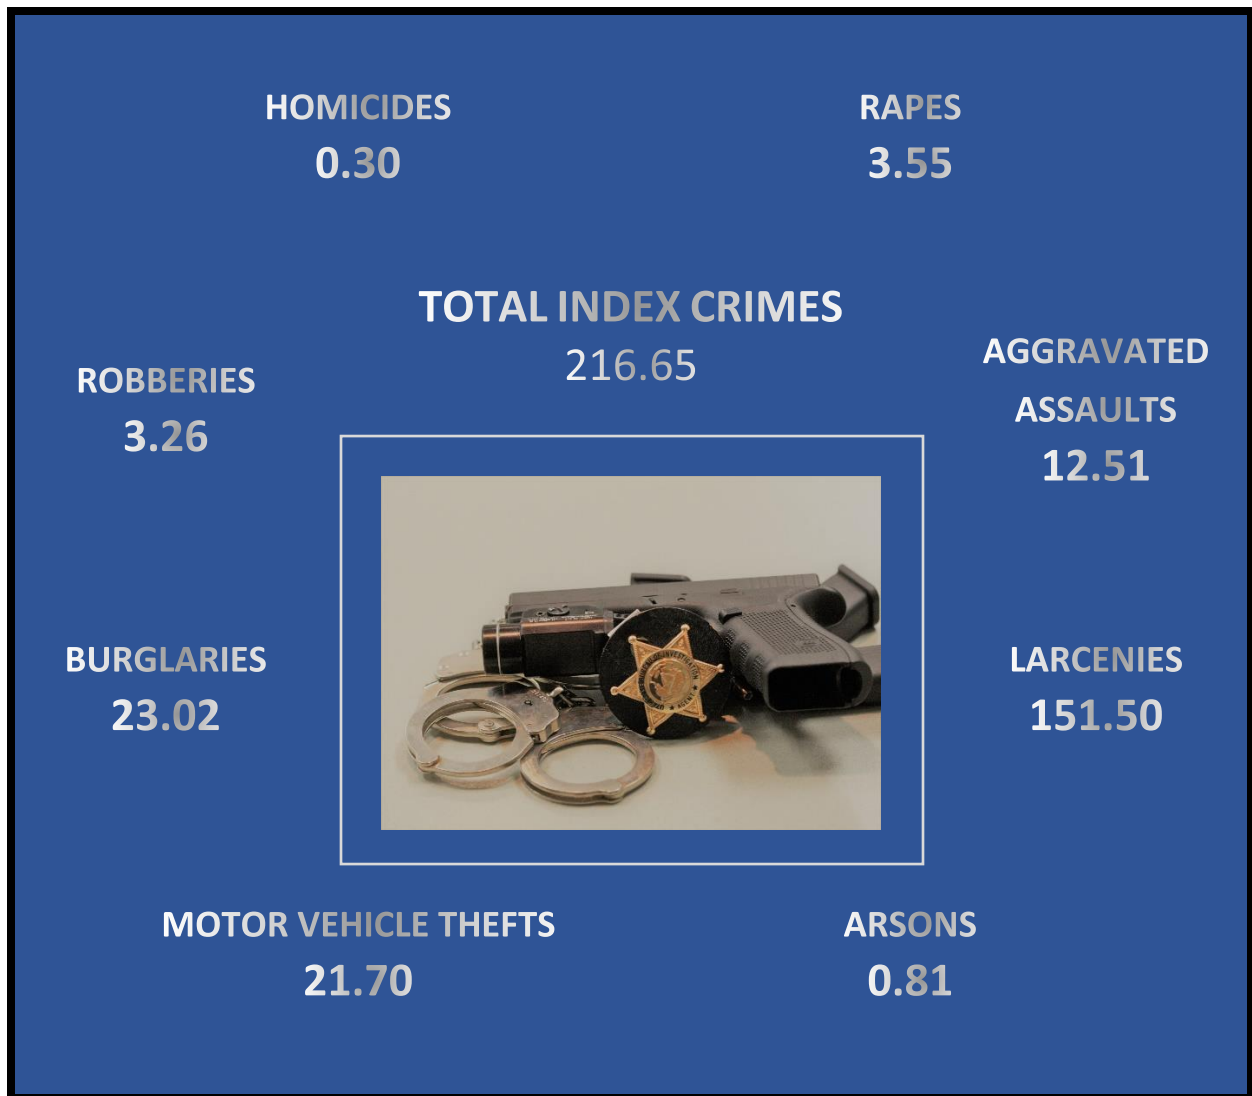 HOMICIDES
0.30
RAPES
3.55
TOTAL INDEX CRIMES
216.65
ROBBERIES
3.26
AGGRAVATED
ASSAULTS
12.51
BURGLARIES
23.02
LARCENIES
151.50
MOTOR VEHICLE THEFTS
21.70
ARSONS
0.81